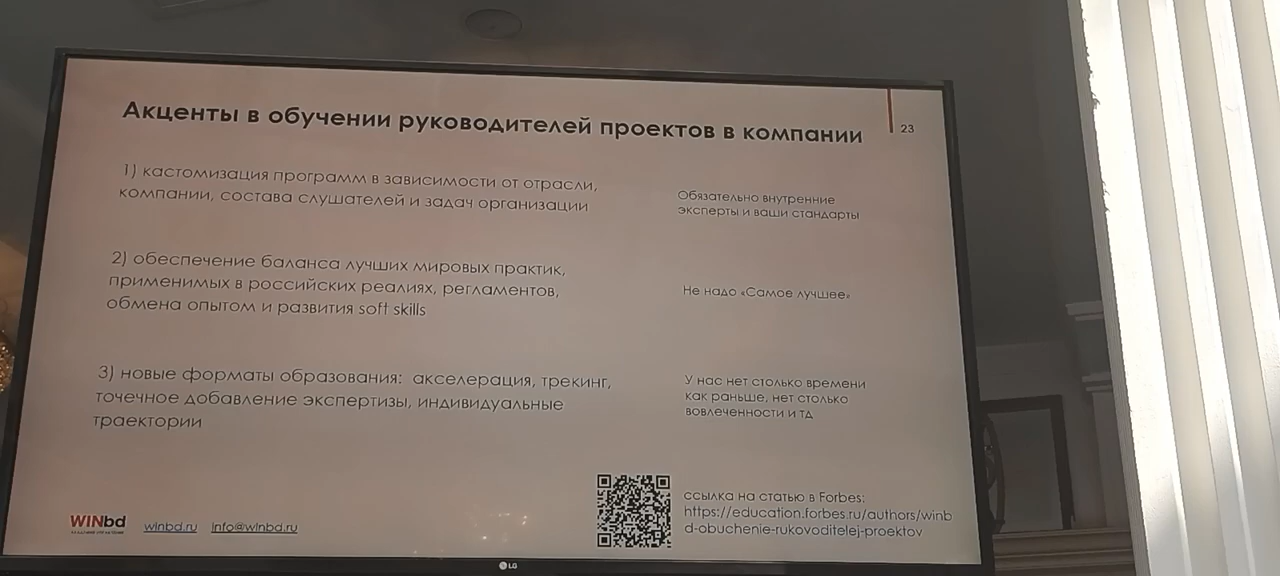 Акценты в обучении руководителей проектов в компании
23
1) кастомизация программ в зависимости от отрасли,
компании, состава слушателей и задач организации
Обязательно внутренние
эксперты и ваши стандарты
2) обеспечение баланса лучших мировых практик,
применимых в российских реалиях, регламентов,
обмена опытом и развития soft skills
Не надо «Самое лучшее»
3) новые форматы образования: акселерация, трекинг,
точечное добавление экспертизы, индивидуальные
траектории
У нас нет столько времени
как раньше, нет столько
вовлеченности и тд
WINbd
winbd.ru info@winbd.ru
ссылка на статью в Forbes:
https://education.forbes.ru/authors/winb
d-obuchenie-rukovoditelej-proektov
LG